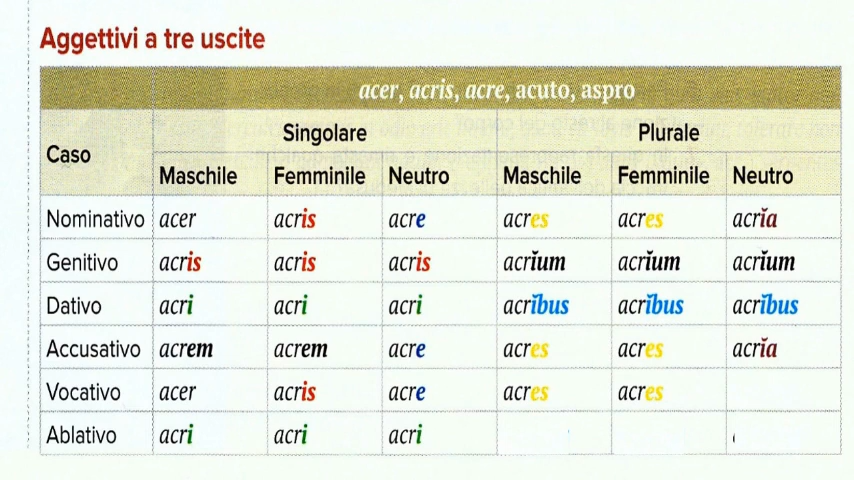 Aggettivi a tre uscite
acer, acris, acre, acuto, aspro
Caso Singolare Plurale
Maschile Femminile Neutro Maschile Femminile Neutro
Nominativo acer acris acre acres acres acrĭa
Genitivo acris acris acris acrĭum acrĭum acrĭum
Dativo acri acri acri acrĭbus acrĭbus acrĭbus
Accusativo acrem acrem acre acres acres acrĭa
Vocativo acer acris acre acres acres
Ablativo acri acri acri